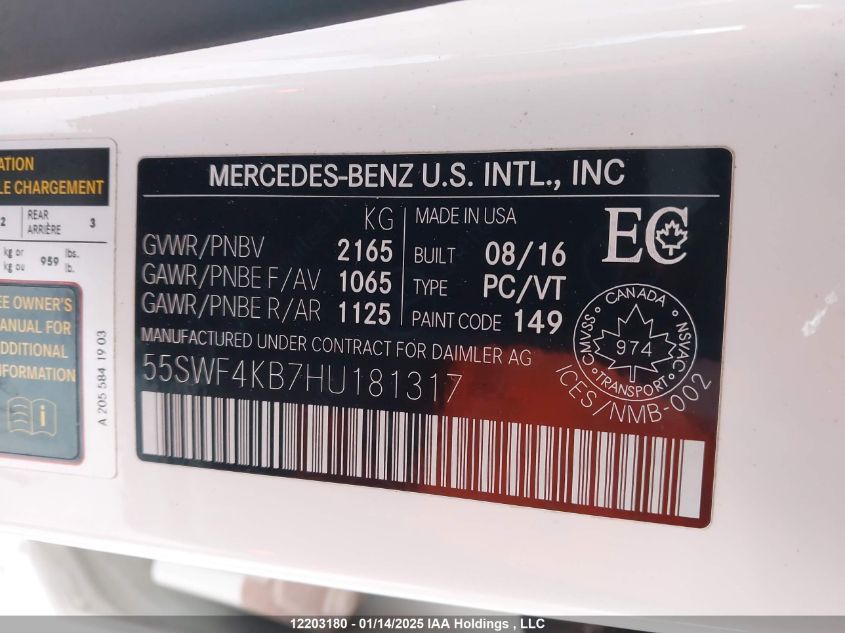 ATION
LE CHARGEMENT
2 REAR ARRIÈRE 3
kg or
kg ou 959 lbs.
lb.
EE OWNER'S
MANUAL FOR
ADDITIONAL
INFORMATION
A 205 584 19 03
MERCEDES-BENZ U.S. INTL., INC
KG
GVWR/PNBV 2165
GAWR/PNBE F/AV 1065
GAWR/PNBE R/AR 1125
MADE IN USA
BUILT 08/16
TYPE PC/VT
PAINT CODE 149
EC
CANADA
CMVSS 974 NSVAC
TRANSPORT
ICES/NMB-002
MANUFACTURED UNDER CONTRACT FOR DAIMLER AG
55SWF4KB7HU181317
12203180 - 01/14/2025 IAA Holdings , LLC